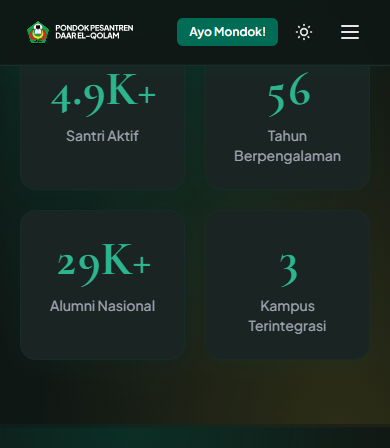 PONDOK PESANTREN
DAAR EL-QOLAM
Ayo Mondok!
4.9K+
Santri Aktif
56
Tahun
Berpengalaman
29K+
Alumni Nasional
3
Kampus
Terintegrasi